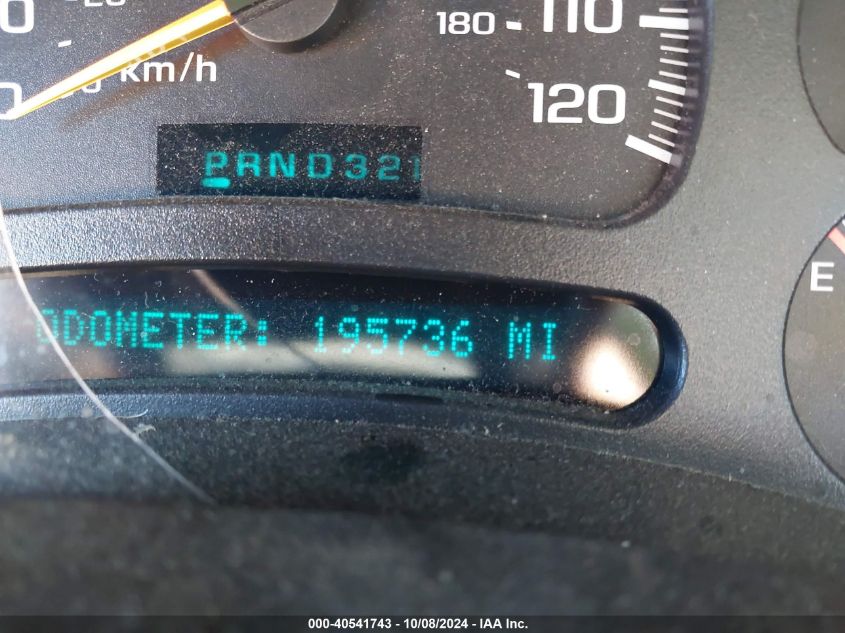 110
180
km/h
120
PRND321
E
ODOMETER: 195736 MI
000-40541743 - 10/08/2024 - IAA Inc.